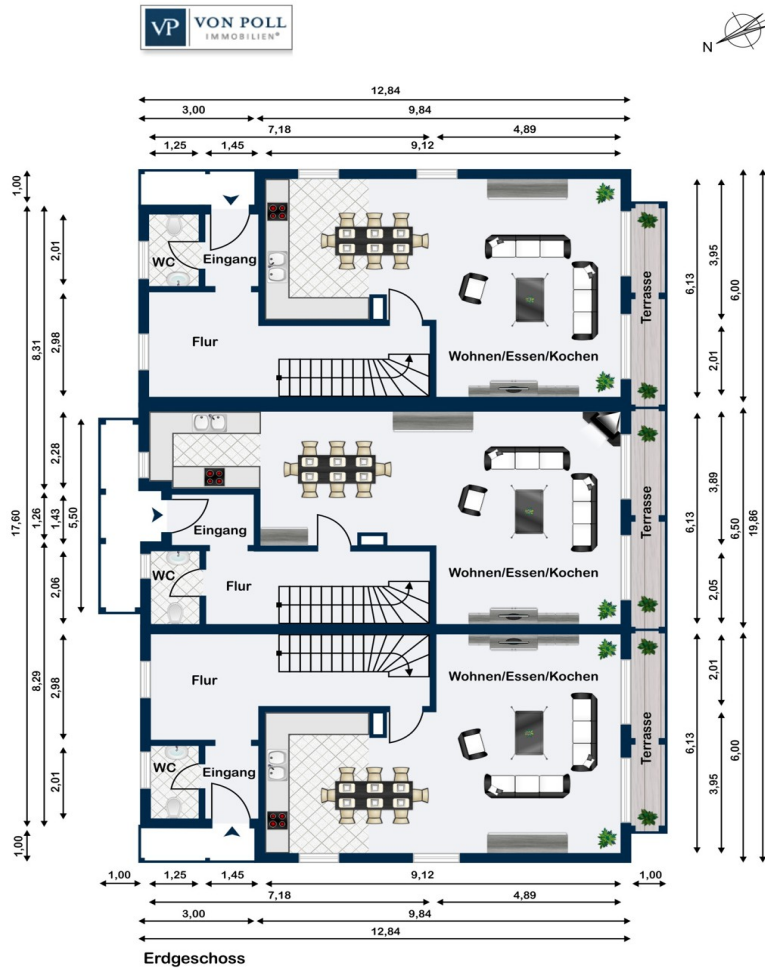 VP VON POLL
IMMOBILIEN®
N
12,84
3,00 9,84
7,18 4,89
1,25 1,45 9,12
1,00
8,31
2,01
2,98
17,60
2,28
1,26
1,43
5,50
2,06
8,29
2,98
2,01
1,00
WC
Eingang
Flur
Wohnen/Essen/Kochen
Terrasse
Eingang
WC
Flur
Wohnen/Essen/Kochen
Terrasse
Flur
Wohnen/Essen/Kochen
WC
Eingang
Terrasse
6,13
3,95
6,00
2,01
6,13
3,89
6,50
19,86
2,05
6,13
2,01
6,00
3,95
1,00 1,25 1,45 9,12 1,00
7,18 4,89
3,00 9,84
12,84
Erdgeschoss